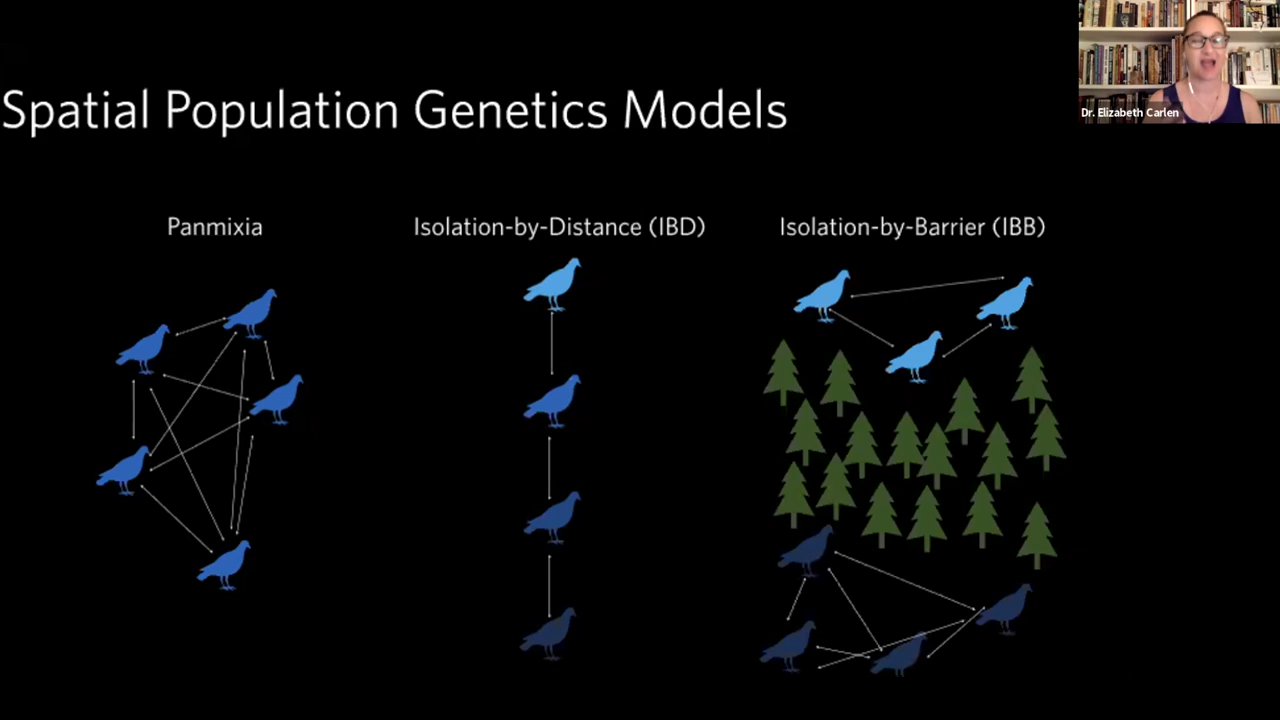 Dr. Elizabeth Carlen
Spatial Population Genetics Models
Panmixia
Isolation-by-Distance (IBD)
Isolation-by-Barrier (IBB)